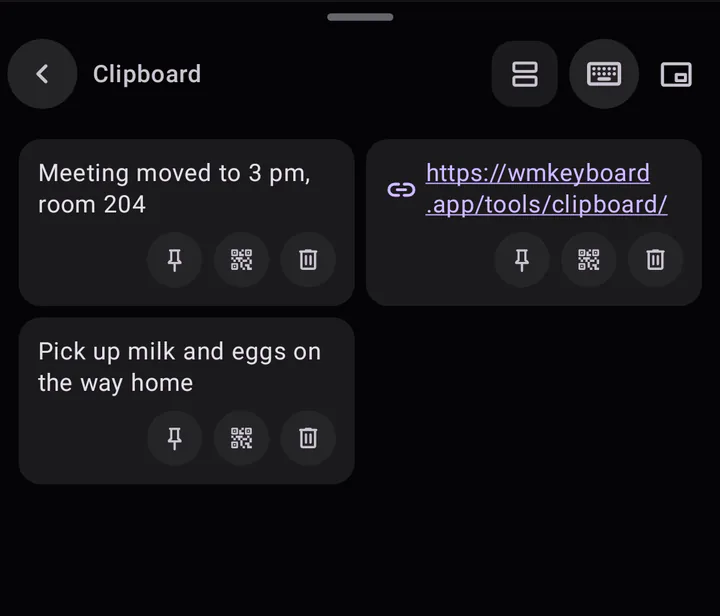 Clipboard
Meeting moved to 3 pm,
room 204
https://wmkeyboard
.app/tools/clipboard/
Pick up milk and eggs on
the way home